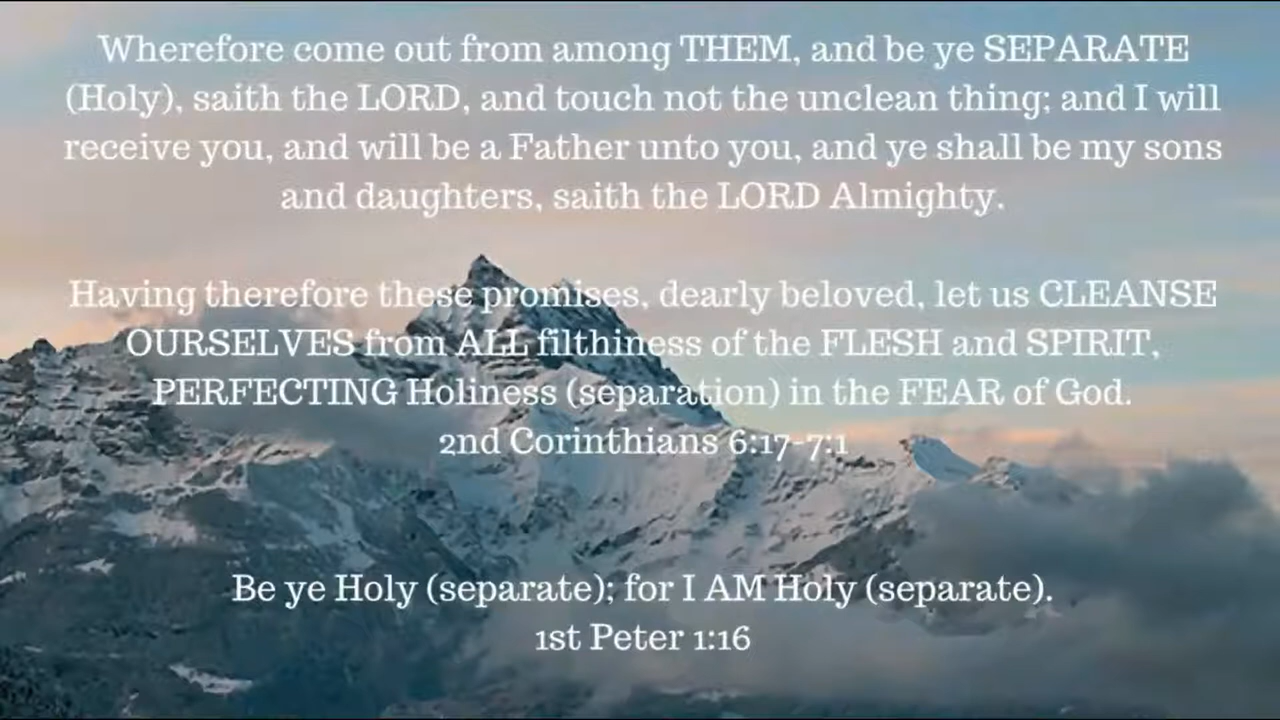 Wherefore come out from among THEM, and be ye SEPARATE
(Holy), saith the LORD, and touch not the unclean thing; and I will
receive you, and will be a Father unto you, and ye shall be my sons
and daughters, saith the LORD Almighty.
Having therefore these promises, dearly beloved, let us CLEANSE
OURSELVES from ALL filthiness of the FLESH and SPIRIT,
PERFECTING Holiness (separation) in the FEAR of God.
2nd Corinthians 6:17-7:1
Be ye Holy (separate); for I AM Holy (separate).
1st Peter 1:16